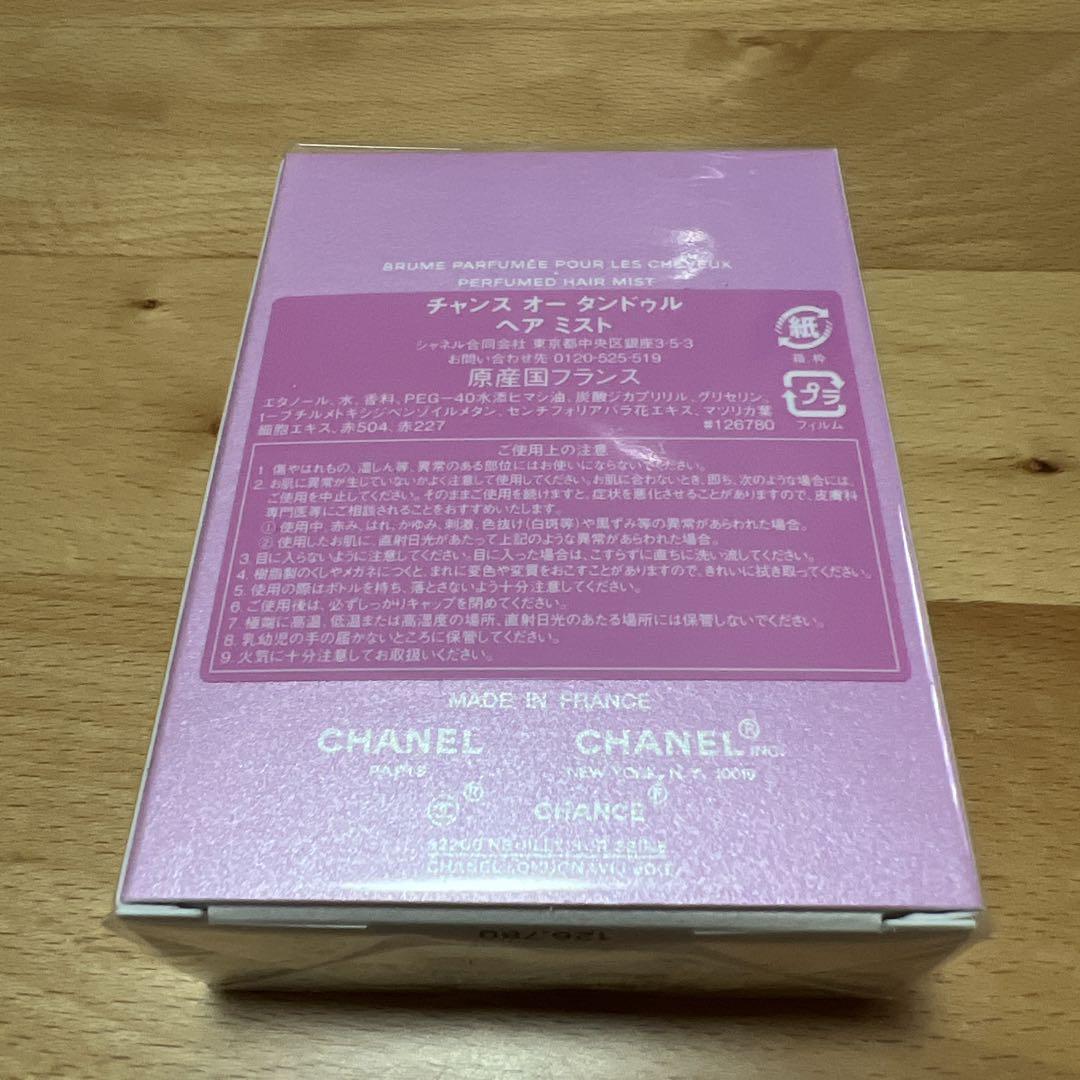 BRUME PARFUMÉE POUR LES CHEVEUX
PERFUMED HAIR MIST
チャンス オー タンドゥル
ヘア ミスト
シャネル合同会社 東京都中央区銀座3-5-3
お問い合わせ先 0120-525-519
原産国フランス
エタノール、水、香料、PEG-40水添ヒマシ油、炭酸ジカプリリル、グリセリン、
t-ブチルメトキシジベンゾイルメタン、センチフォリアバラ花エキス、マツリカ葉
細胞エキス、赤504、赤227
#126780
紙
箱、枠
プラ
フィルム
ご使用上の注意
1. 傷やはれもの、湿しん等、異常のある部位にはお使いにならないでください。
2. お肌に異常が生じていないかよく注意して使用してください。お肌に合わないとき、即ち、次のような場合には、
ご使用を中止してください。そのままご使用を続けますと、症状を悪化させることがありますので、皮膚科
専門医等にご相談されることをおすすめいたします。
① 使用中、赤み、はれ、かゆみ、刺激、色抜け(白斑等)や黒ずみ等の異常があらわれた場合。
② 使用したお肌に、直射日光があたって上記のような異常があらわれた場合。
3. 目に入らないように注意してください。目に入った場合は、こすらずに直ちに洗い流してください。
4. 樹脂製のくしやメガネにつくと、まれに変色や変質をおこすことがありますので、きれいに拭き取ってください。
5. 使用の際はボトルを持ち、落とさないよう十分注意してください。
6. ご使用後は、必ずしっかりキャップを閉めてください。
7. 極端に高温、低温または高湿度の場所、直射日光のあたる場所には保管しないでください。
8. 乳幼児の手の届かないところに保管してください。
9. 火気に十分注意してお取扱いください。
MADE IN FRANCE
CHANEL CHANEL® INC.
PARIS NEW YORK, N.Y. 10019
® CHANCE®
92200 NEUILLY SUR SEINE
CHANEL LONDON
126.780